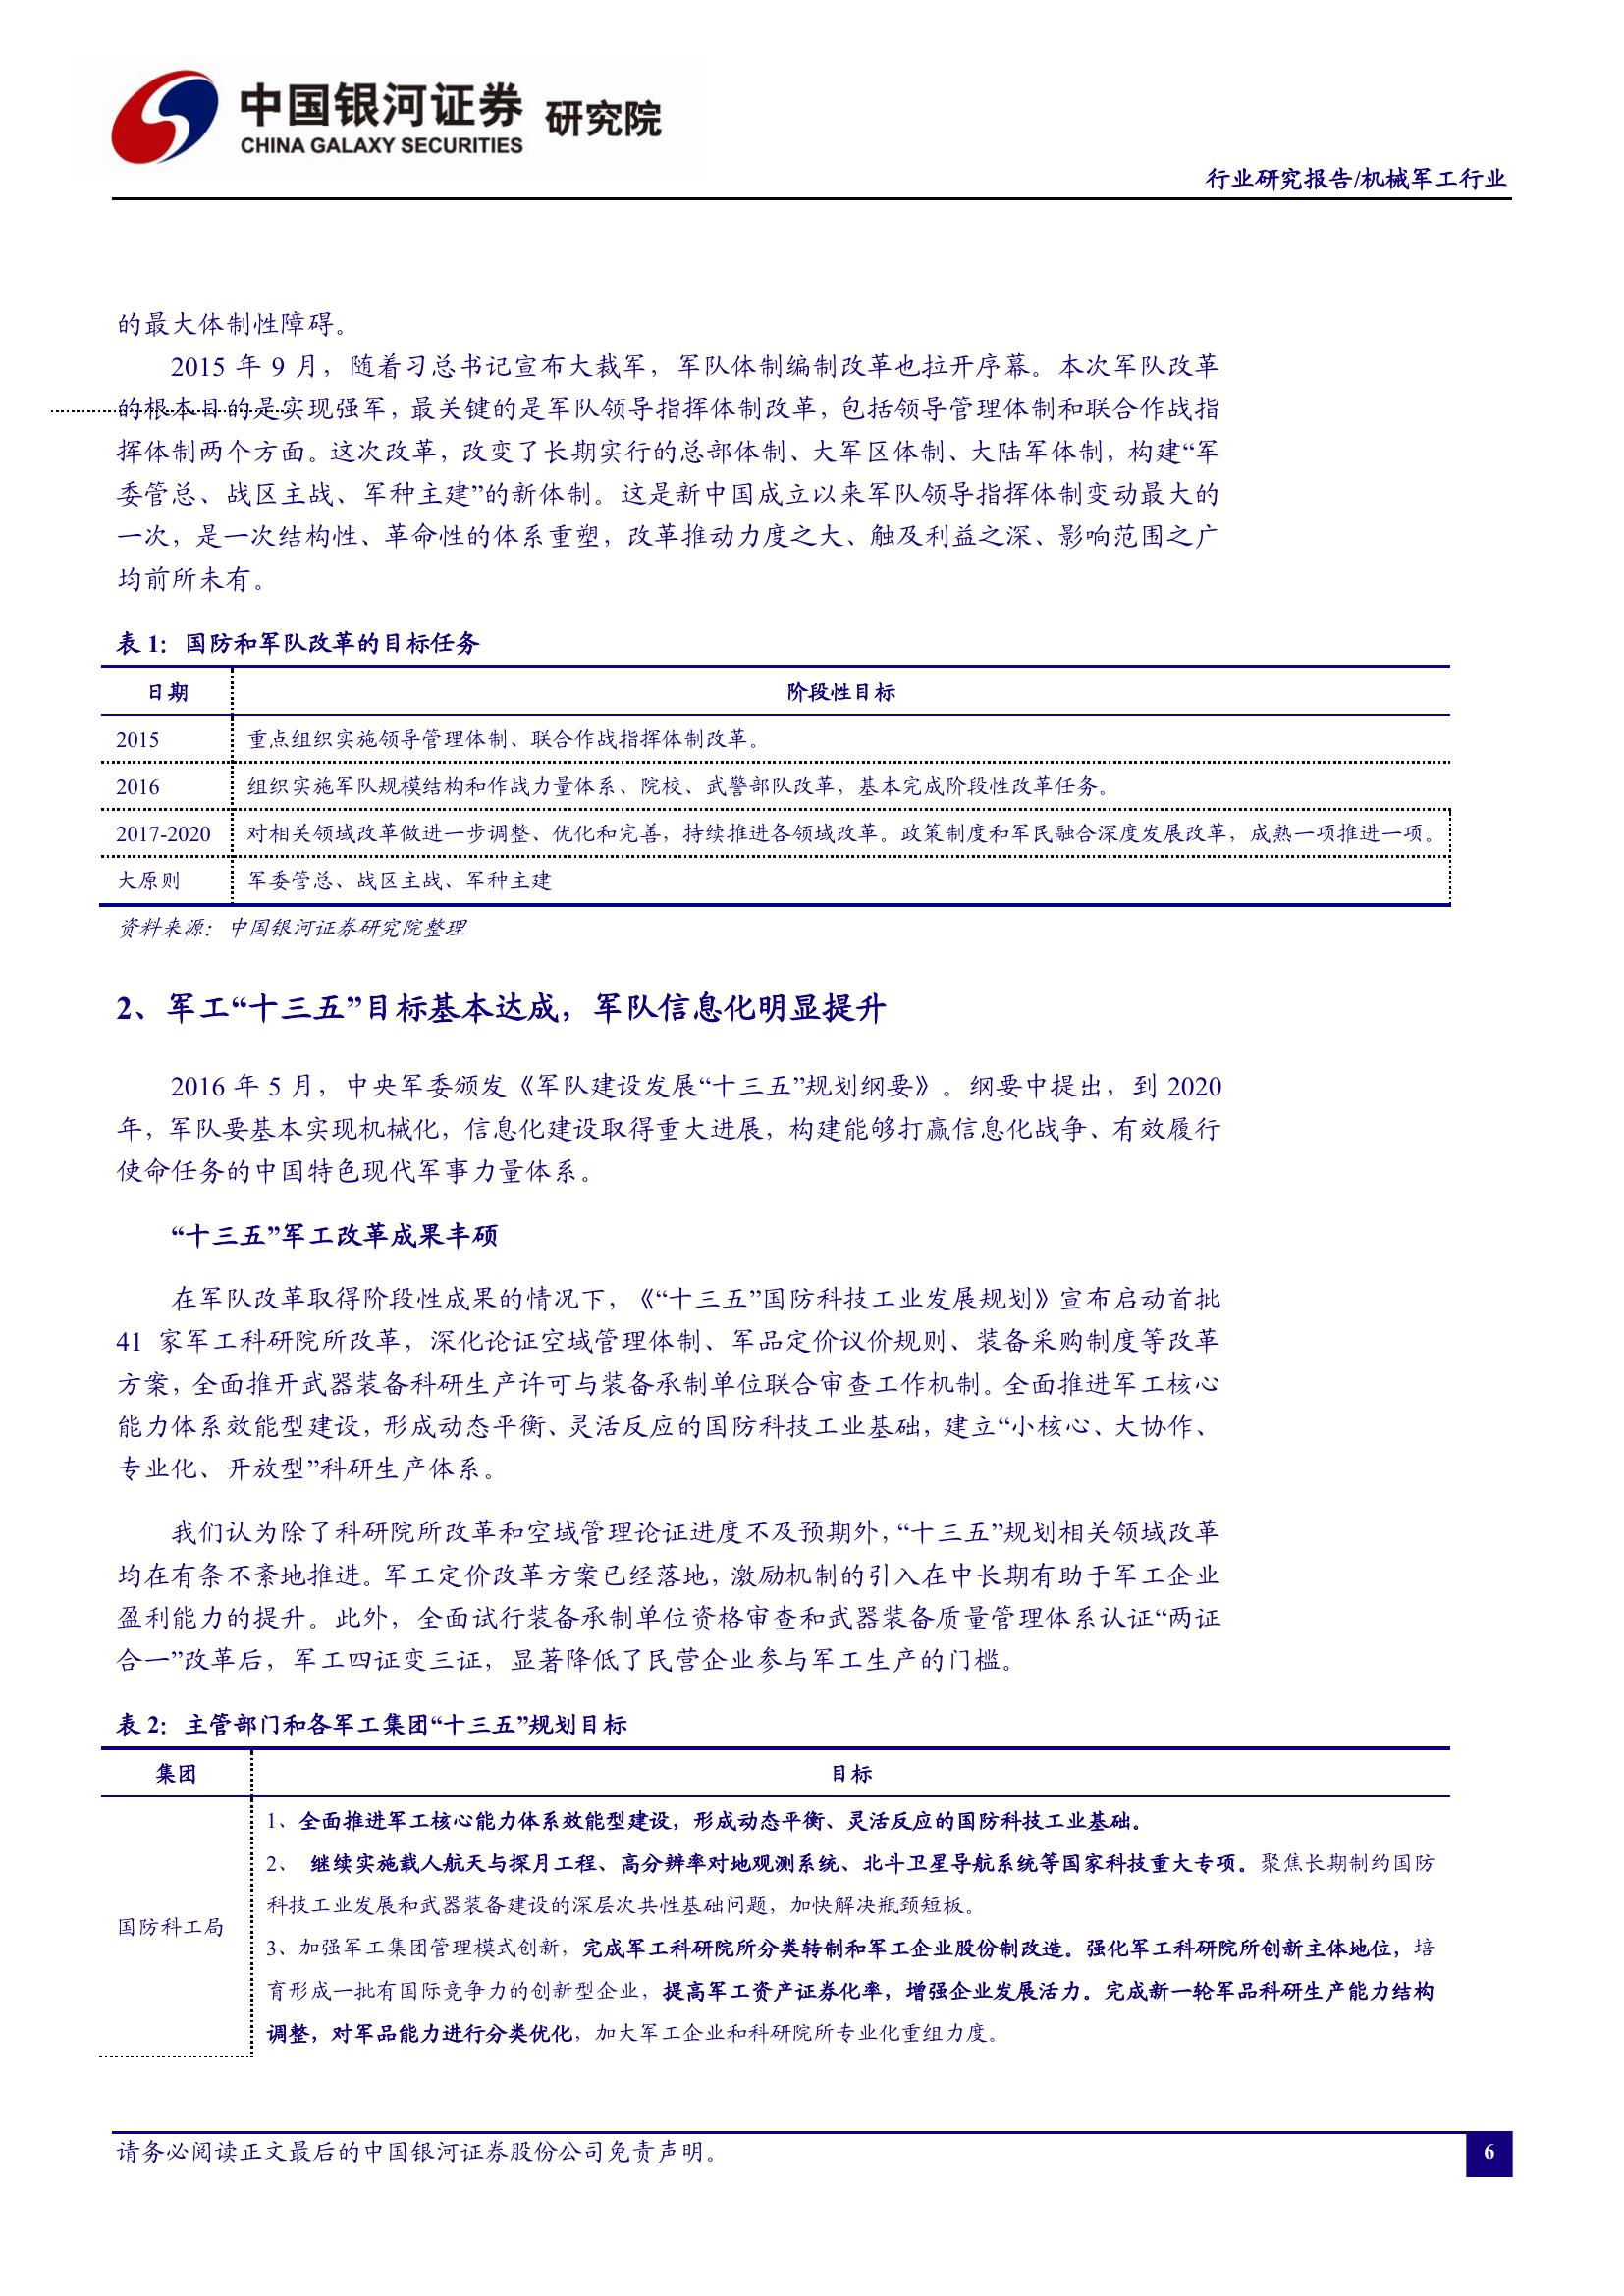 中国银河证券 研究院
CHINA GALAXY SECURITIES
行业研究报告/机械军工行业
的最大体制性障碍。
2015 年 9 月，随着习总书记宣布大裁军，军队体制编制改革也拉开序幕。本次军队改革
的根本目的是实现强军，最关键的是军队领导指挥体制改革，包括领导管理体制和联合作战指
挥体制两个方面。这次改革，改变了长期实行的总部体制、大军区体制、大陆军体制，构建“军
委管总、战区主战、军种主建”的新体制。这是新中国成立以来军队领导指挥体制变动最大的
一次，是一次结构性、革命性的体系重塑，改革推动力度之大、触及利益之深、影响范围之广
均前所未有。
表 1：国防和军队改革的目标任务
日期 阶段性目标
2015 重点组织实施领导管理体制、联合作战指挥体制改革。
2016 组织实施军队规模结构和作战力量体系、院校、武警部队改革，基本完成阶段性改革任务。
2017-2020 对相关领域改革做进一步调整、优化和完善，持续推进各领域改革。政策制度和军民融合深度发展改革，成熟一项推进一项。
大原则 军委管总、战区主战、军种主建
资料来源：中国银河证券研究院整理
2、军工“十三五”目标基本达成，军队信息化明显提升
2016 年 5 月，中央军委颁发《军队建设发展“十三五”规划纲要》。纲要中提出，到 2020
年，军队要基本实现机械化，信息化建设取得重大进展，构建能够打赢信息化战争、有效履行
使命任务的中国特色现代军事力量体系。
“十三五”军工改革成果丰硕
在军队改革取得阶段性成果的情况下，《“十三五”国防科技工业发展规划》宣布启动首批
41 家军工科研院所改革，深化论证空域管理体制、军品定价议价规则、装备采购制度等改革
方案，全面推开武器装备科研生产许可与装备承制单位联合审查工作机制。全面推进军工核心
能力体系效能型建设，形成动态平衡、灵活反应的国防科技工业基础，建立“小核心、大协作、
专业化、开放型”科研生产体系。
我们认为除了科研院所改革和空域管理论证进度不及预期外，“十三五”规划相关领域改革
均在有条不紊地推进。军工定价改革方案已经落地，激励机制的引入在中长期有助于军工企业
盈利能力的提升。此外，全面试行装备承制单位资格审查和武器装备质量管理体系认证“两证
合一”改革后，军工四证变三证，显著降低了民营企业参与军工生产的门槛。
表 2：主管部门和各军工集团“十三五”规划目标
集团 目标
1、全面推进军工核心能力体系效能型建设，形成动态平衡、灵活反应的国防科技工业基础。
2、 继续实施载人航天与探月工程、高分辨率对地观测系统、北斗卫星导航系统等国家科技重大专项。聚焦长期制约国防
科技工业发展和武器装备建设的深层次共性基础问题，加快解决瓶颈短板。
国防科工局
3、加强军工集团管理模式创新，完成军工科研院所分类转制和军工企业股份制改造。强化军工科研院所创新主体地位，培
育形成一批有国际竞争力的创新型企业，提高军工资产证券化率，增强企业发展活力。完成新一轮军品科研生产能力结构
调整，对军品能力进行分类优化，加大军工企业和科研院所专业化重组力度。
请务必阅读正文最后的中国银河证券股份公司免责声明。
6